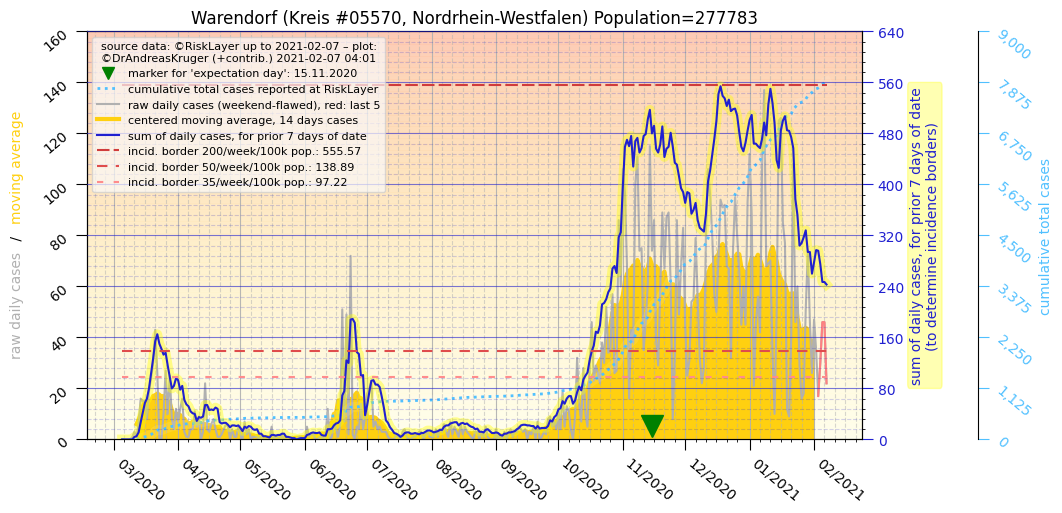 Warendorf (Kreis #05570, Nordrhein-Westfalen) Population=277783
source data: ©RiskLayer up to 2021-02-07 – plot:
©DrAndreasKruger (+contrib.) 2021-02-07 04:01
marker for 'expectation day': 15.11.2020
cumulative total cases reported at RiskLayer
raw daily cases (weekend-flawed), red: last 5
centered moving average, 14 days cases
sum of daily cases, for prior 7 days of date
incid. border 200/week/100k pop.: 555.57
incid. border 50/week/100k pop.: 138.89
incid. border 35/week/100k pop.: 97.22
raw daily cases / moving average
160
140
120
100
80
60
40
20
0
03/2020
04/2020
05/2020
06/2020
07/2020
08/2020
09/2020
10/2020
11/2020
12/2020
01/2021
02/2021
640
560
480
400
320
240
160
80
0
sum of daily cases, for prior 7 days of date
(to determine incidence borders)
9,000
7,875
6,750
5,625
4,500
3,375
2,250
1,125
0
cumulative total cases